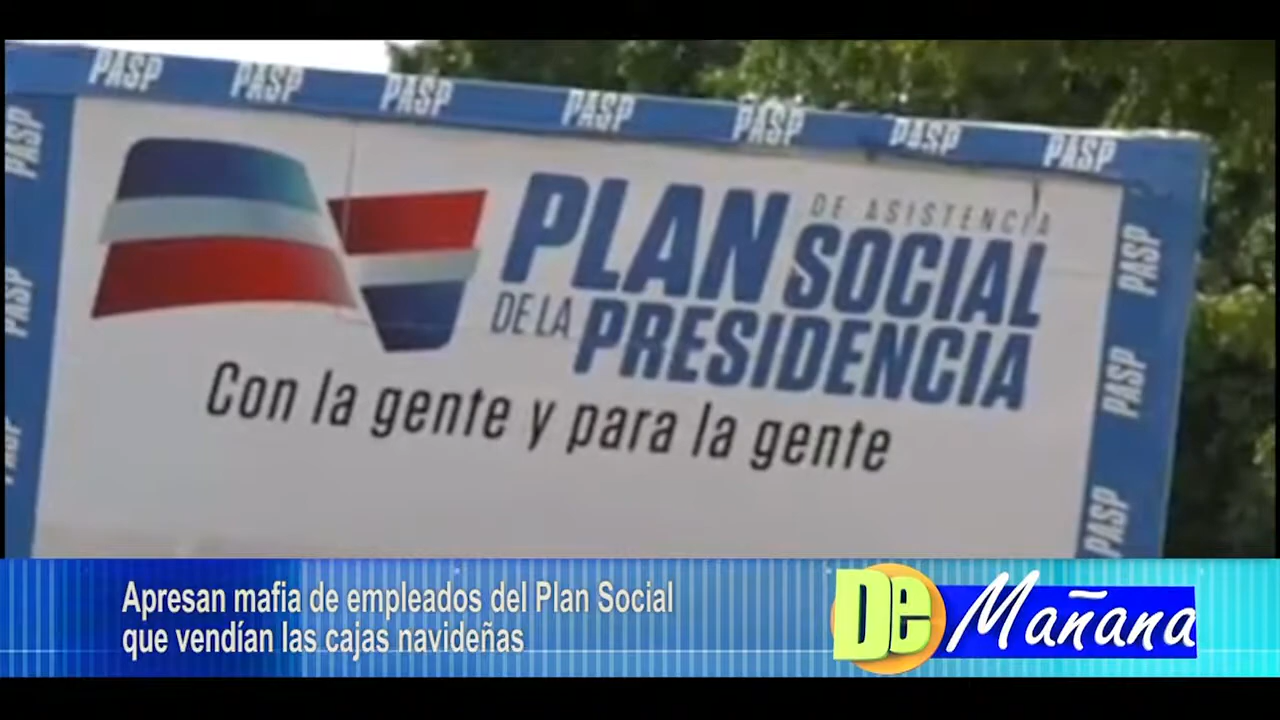 PASP PASP PASP PASP PASP PASP PASP
PASP
PASP
PASP
PASP
PASP
PASP
DE ASISTENCIA
PLAN SOCIAL
DE LA PRESIDENCIA
Con la gente y para la gente
Apresan mafia de empleados del Plan Social
que vendían las cajas navideñas
De Mañana